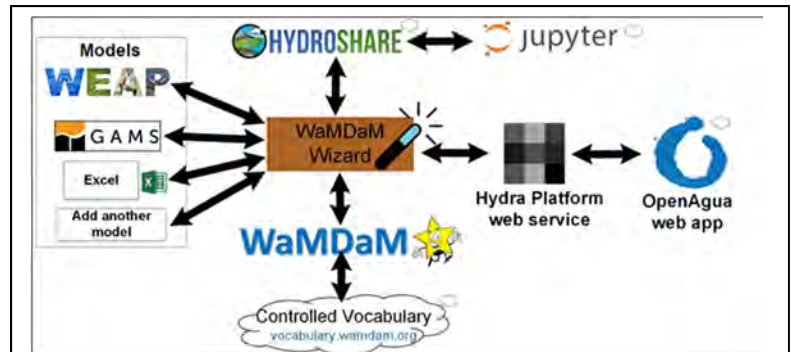 Models
WEAP
GAMS
Excel
Add another
model
HYDROSHARE
jupyter
WaMDaM
Wizard
Hydra Platform
web service
OpenAgua
web app
WaMDaM
Controlled Vocabulary
vocabulary.wamdam.org